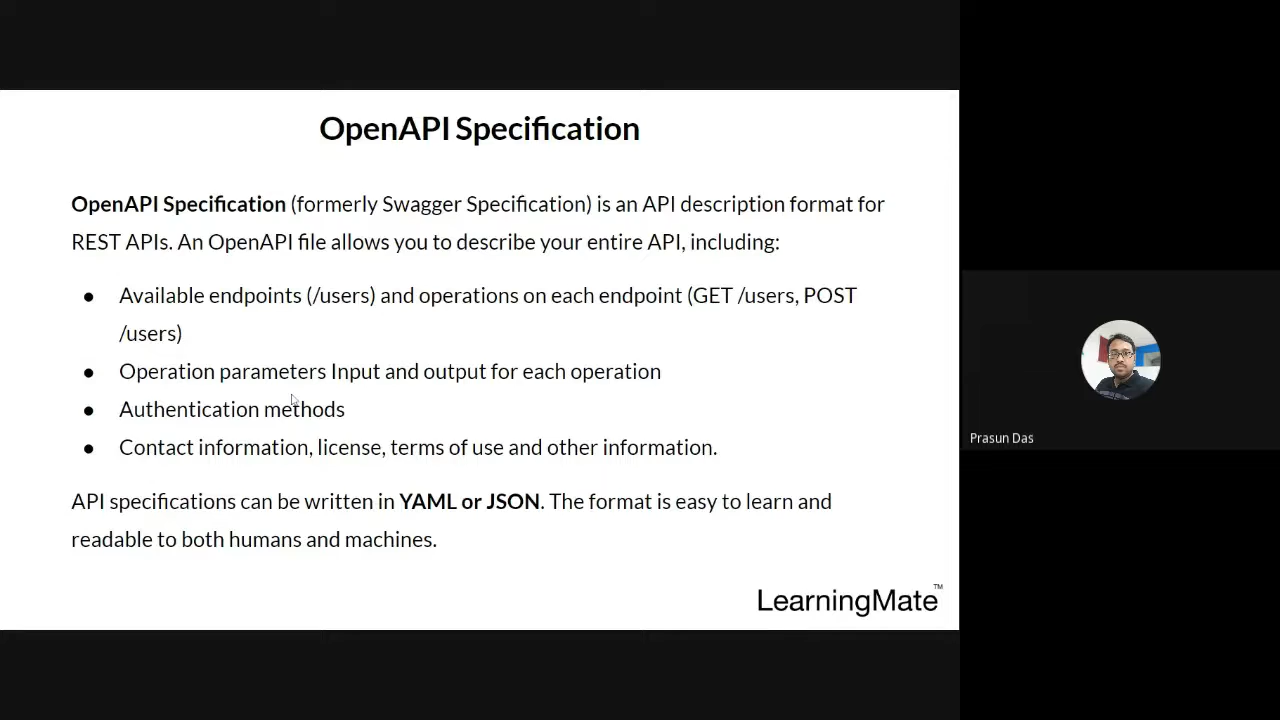 OpenAPI Specification
OpenAPI Specification (formerly Swagger Specification) is an API description format for
REST APIs. An OpenAPI file allows you to describe your entire API, including:
● Available endpoints (/users) and operations on each endpoint (GET /users, POST
/users)
● Operation parameters Input and output for each operation
● Authentication methods
● Contact information, license, terms of use and other information.
API specifications can be written in YAML or JSON. The format is easy to learn and
readable to both humans and machines.
LearningMate™
Prasun Das